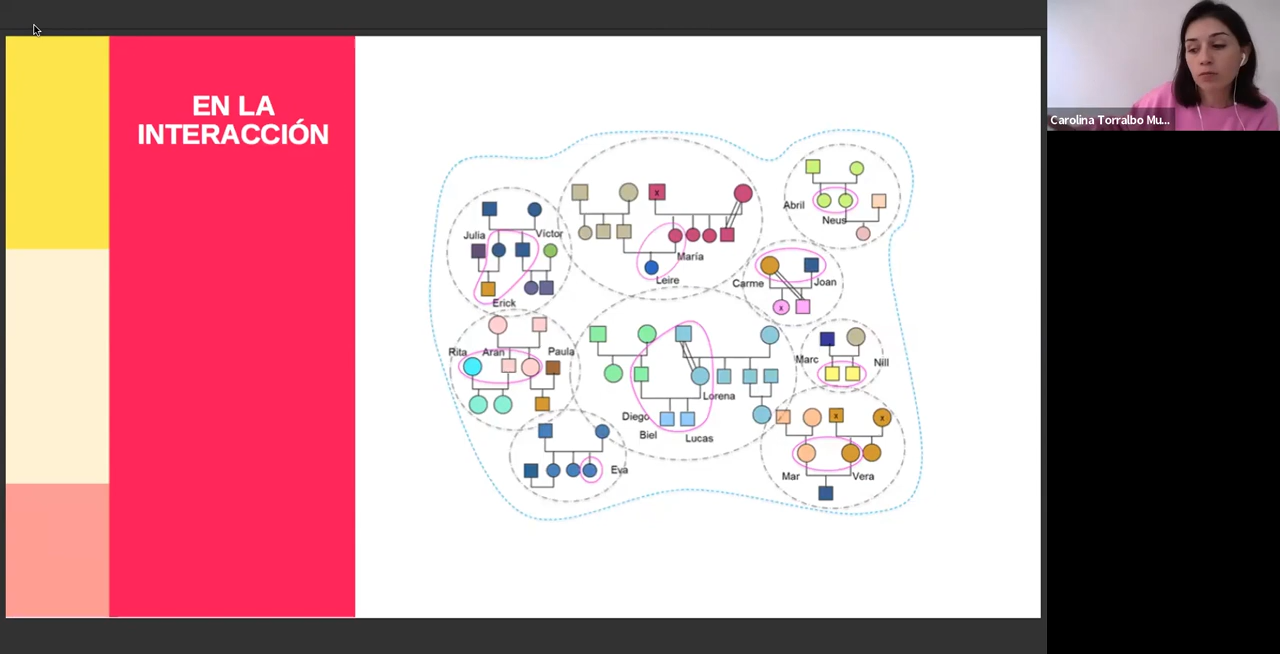 EN LA
INTERACCIÓN
Carolina Torralbo Mu...
x
Abril
Neus
Julia
Víctor
María
Leire
Erick
Carme
Joan
x
Rita
Aran
Paula
Marc
Nill
Lorena
Diego
Biel
Lucas
x
x
Eva
Mar
Vera